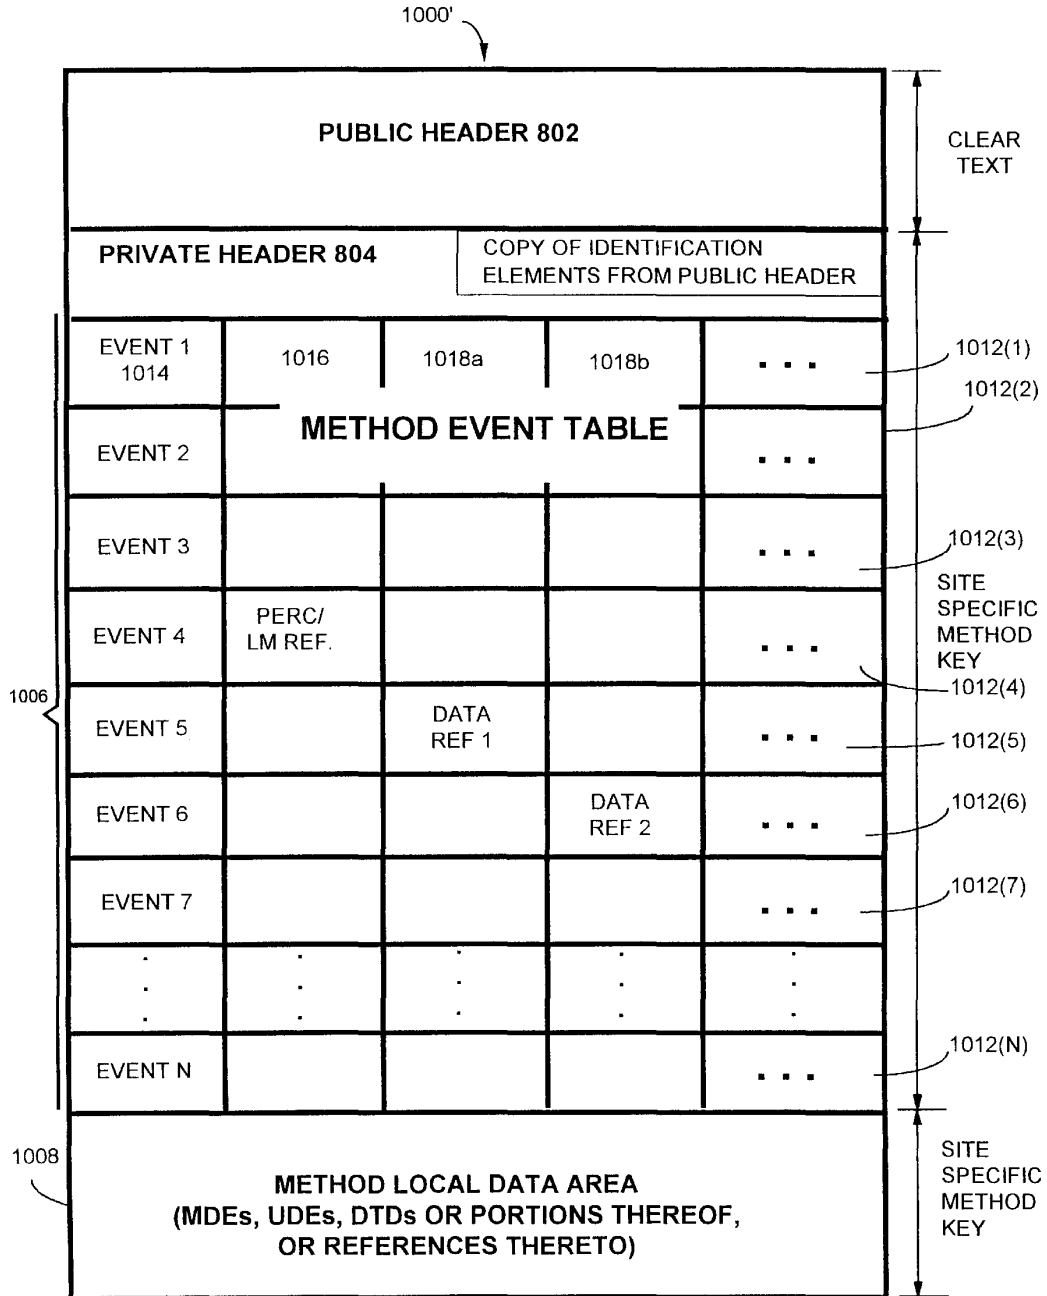 1000'
PUBLIC HEADER 802
CLEAR
TEXT
PRIVATE HEADER 804
COPY OF IDENTIFICATION
ELEMENTS FROM PUBLIC HEADER
EVENT 1
1014
1016
1018a
1018b
. . .
1012(1)
1012(2)
METHOD EVENT TABLE
EVENT 2
. . .
EVENT 3
. . .
1012(3)
SITE
SPECIFIC
METHOD
KEY
EVENT 4
PERC/
LM REF.
. . .
1012(4)
1006
EVENT 5
DATA
REF 1
. . .
1012(5)
EVENT 6
DATA
REF 2
. . .
1012(6)
EVENT 7
. . .
1012(7)
EVENT N
. . .
1012(N)
1008
METHOD LOCAL DATA AREA
(MDEs, UDEs, DTDs OR PORTIONS THEREOF,
OR REFERENCES THERETO)
SITE
SPECIFIC
METHOD
KEY